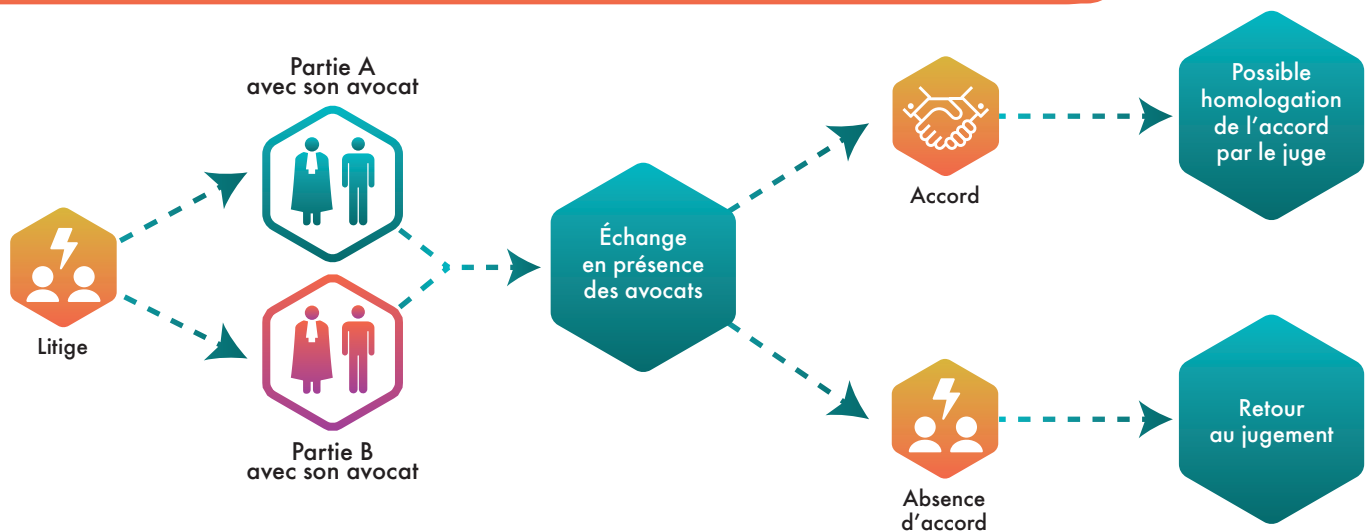 Litige
Partie A
avec son avocat
Partie B
avec son avocat
Échange
en présence
des avocats
Accord
Possible
homologation
de l'accord
par le juge
Absence
d'accord
Retour
au jugement